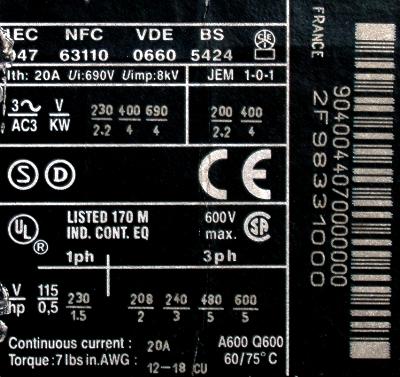 IEC NFC VDE BS
947 63110 0660 5424
Ith: 20A Ui:690V Uimp:8kV JEM 1-0-1
3~ V 230 400 690 200 400
AC3 KW 2.2 4 4 2.2 4
S D CE
UL ® LISTED 170 M 600V SA
IND. CONT. EQ max.
1ph 3ph
V 115 230 208 240 480 600
hp 0,5 1.5 2 3 5 5
Continuous current : 20A A600 Q600
Torque : 7 lbs in. AWG : 12-18 CU 60/75°C
FRANCE
9040044070000000
2F98331000